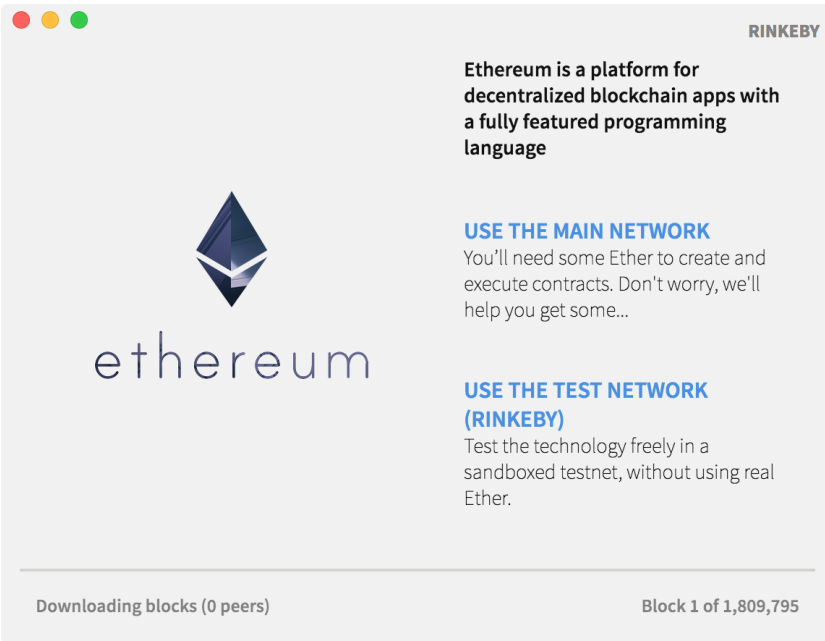 RINKEBY
Ethereum is a platform for
decentralized blockchain apps with
a fully featured programming
language
ethereum
USE THE MAIN NETWORK
You’ll need some Ether to create and
execute contracts. Don't worry, we'll
help you get some...
USE THE TEST NETWORK
(RINKEBY)
Test the technology freely in a
sandboxed testnet, without using real
Ether.
Downloading blocks (0 peers)
Block 1 of 1,809,795